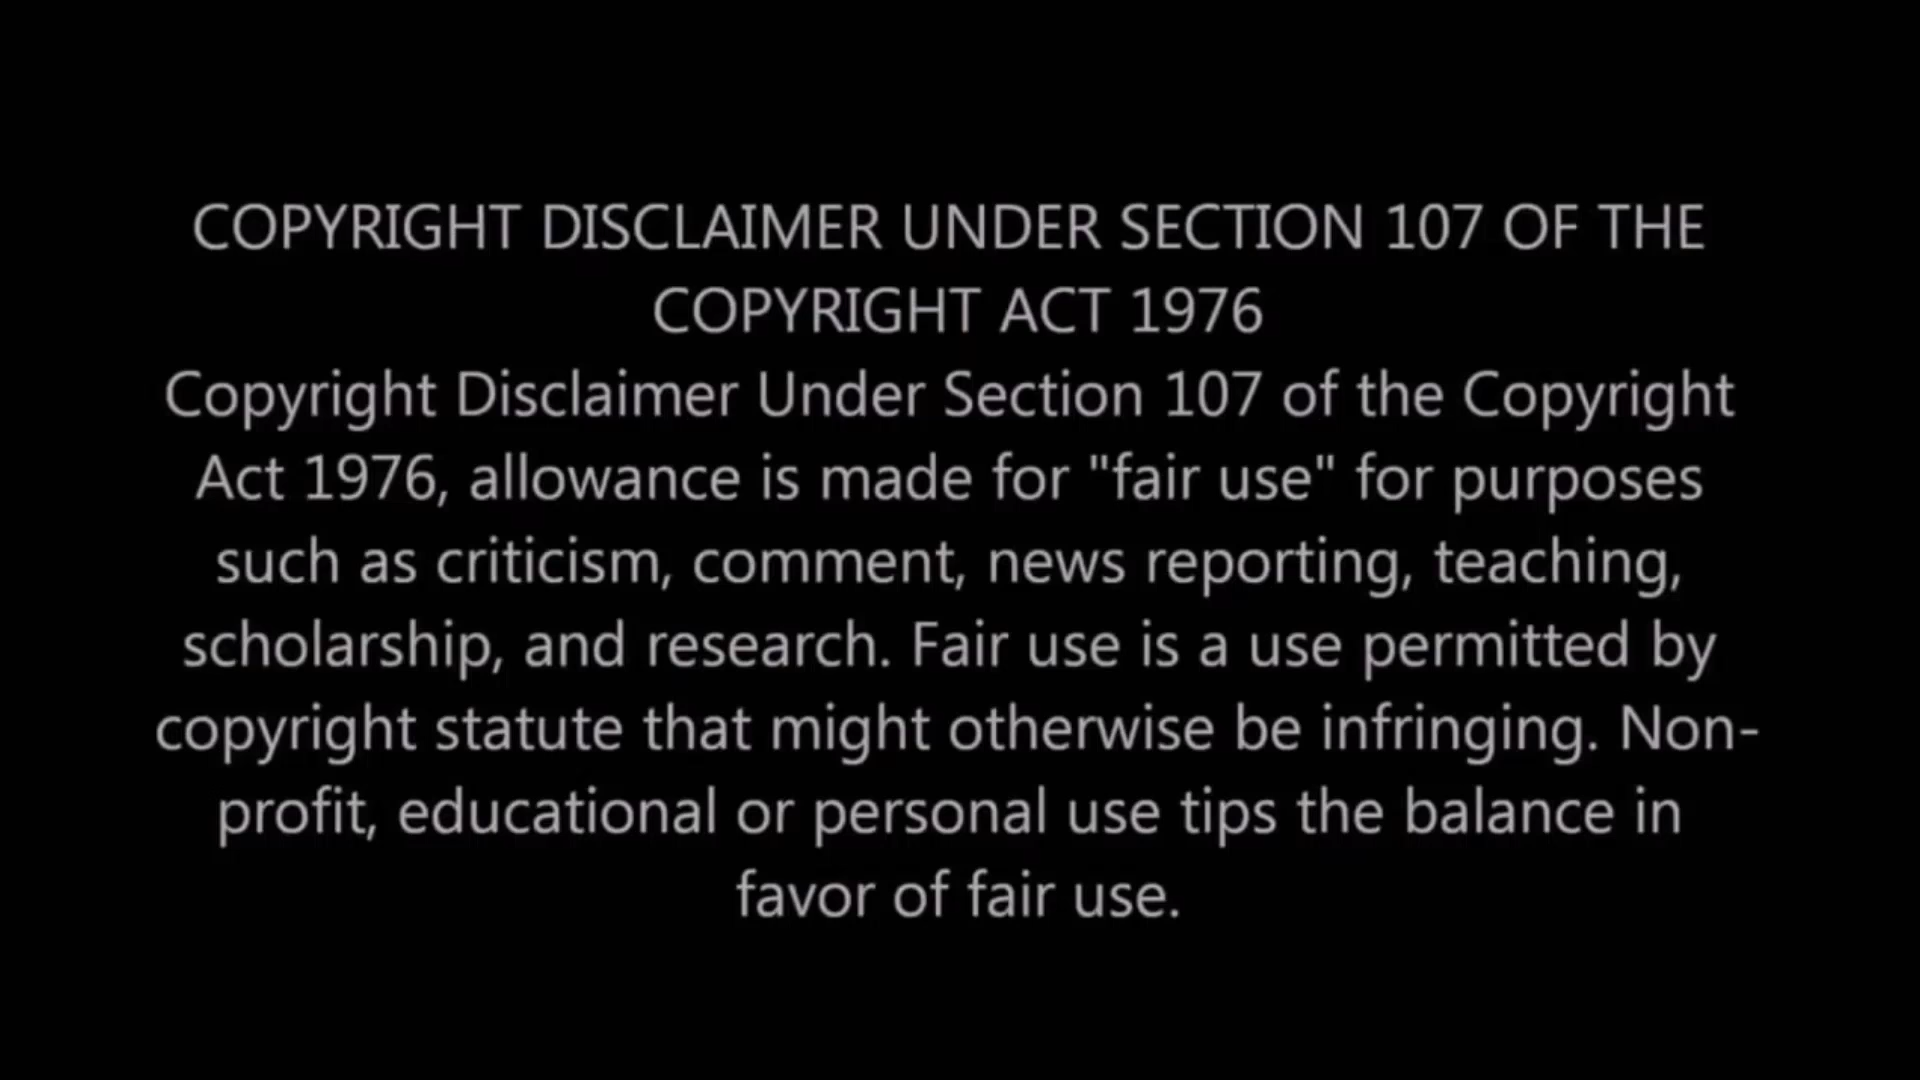 COPYRIGHT DISCLAIMER UNDER SECTION 107 OF THE
COPYRIGHT ACT 1976
Copyright Disclaimer Under Section 107 of the Copyright
Act 1976, allowance is made for "fair use" for purposes
such as criticism, comment, news reporting, teaching,
scholarship, and research. Fair use is a use permitted by
copyright statute that might otherwise be infringing. Non-
profit, educational or personal use tips the balance in
favor of fair use.